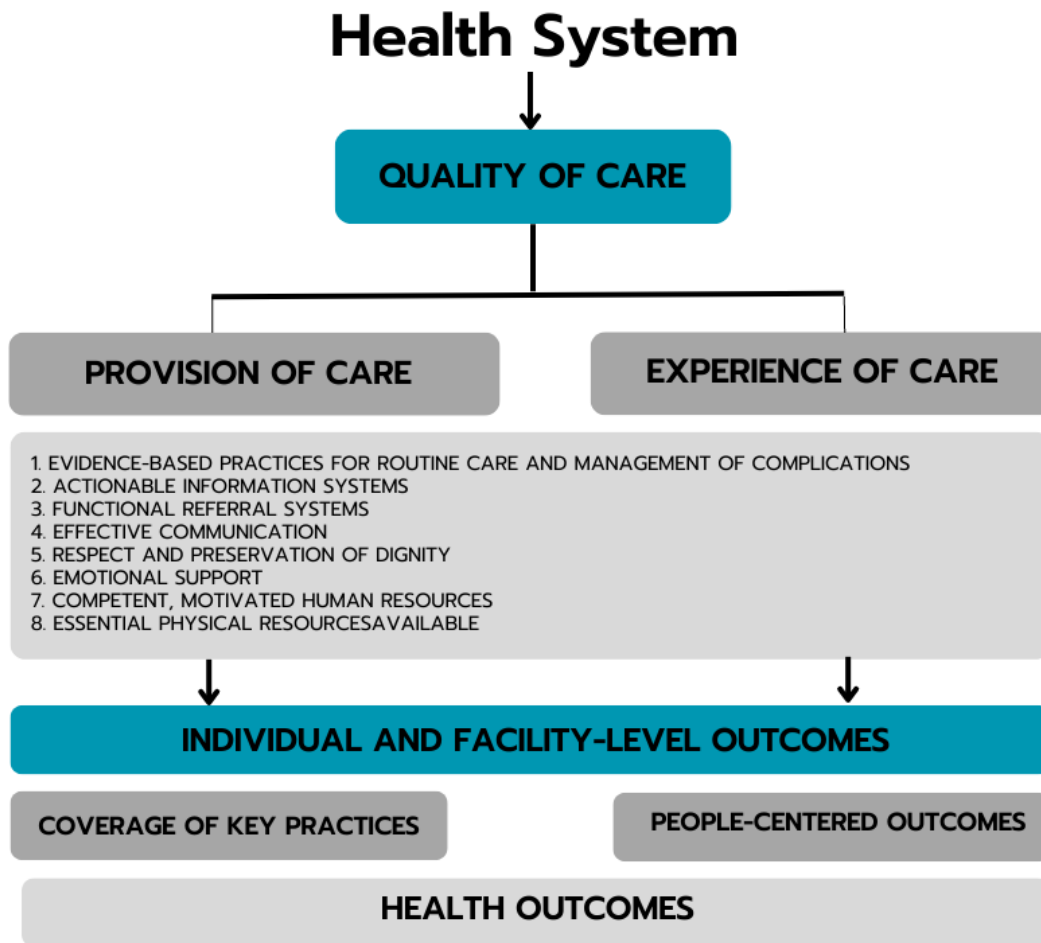 Health System
QUALITY OF CARE
PROVISION OF CARE
EXPERIENCE OF CARE
1. EVIDENCE-BASED PRACTICES FOR ROUTINE CARE AND MANAGEMENT OF COMPLICATIONS
2. ACTIONABLE INFORMATION SYSTEMS
3. FUNCTIONAL REFERRAL SYSTEMS
4. EFFECTIVE COMMUNICATION
5. RESPECT AND PRESERVATION OF DIGNITY
6. EMOTIONAL SUPPORT
7. COMPETENT, MOTIVATED HUMAN RESOURCES
8. ESSENTIAL PHYSICAL RESOURCESAVAILABLE
INDIVIDUAL AND FACILITY-LEVEL OUTCOMES
COVERAGE OF KEY PRACTICES
PEOPLE-CENTERED OUTCOMES
HEALTH OUTCOMES